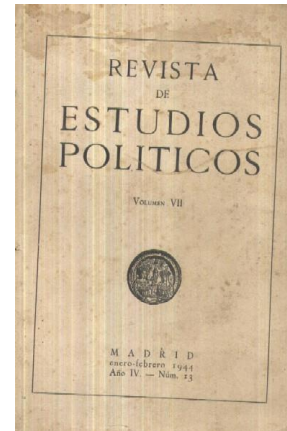 REVISTA
DE
ESTUDIOS
POLITICOS
VOLUMEN VII
MADRID
enero-febrero 1944
Año IV. — Núm. 13